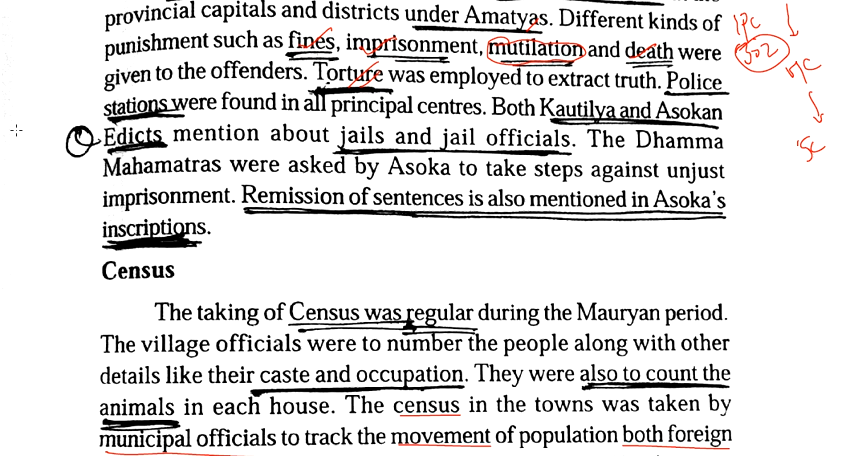 provincial capitals and districts under Amatyas. Different kinds of
punishment such as fines, imprisonment, mutilation and death were
given to the offenders. Torture was employed to extract truth. Police
stations were found in all principal centres. Both Kautilya and Asokan
Edicts mention about jails and jail officials. The Dhamma
Mahamatras were asked by Asoka to take steps against unjust
imprisonment. Remission of sentences is also mentioned in Asoka's
inscriptions.
Census
The taking of Census was regular during the Mauryan period.
The village officials were to number the people along with other
details like their caste and occupation. They were also to count the
animals in each house. The census in the towns was taken by
municipal officials to track the movement of population both foreign
IPC
302
SC